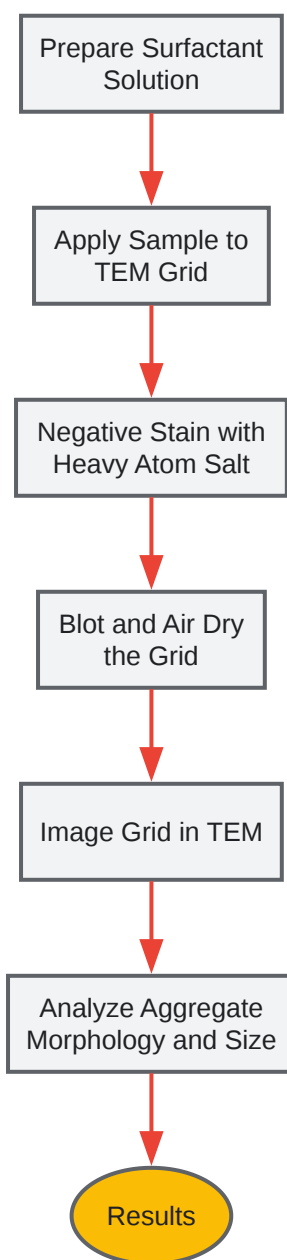 Prepare Surfactant
Solution
Apply Sample to
TEM Grid
Negative Stain with
Heavy Atom Salt
Blot and Air Dry
the Grid
Image Grid in TEM
Analyze Aggregate
Morphology and Size
Results